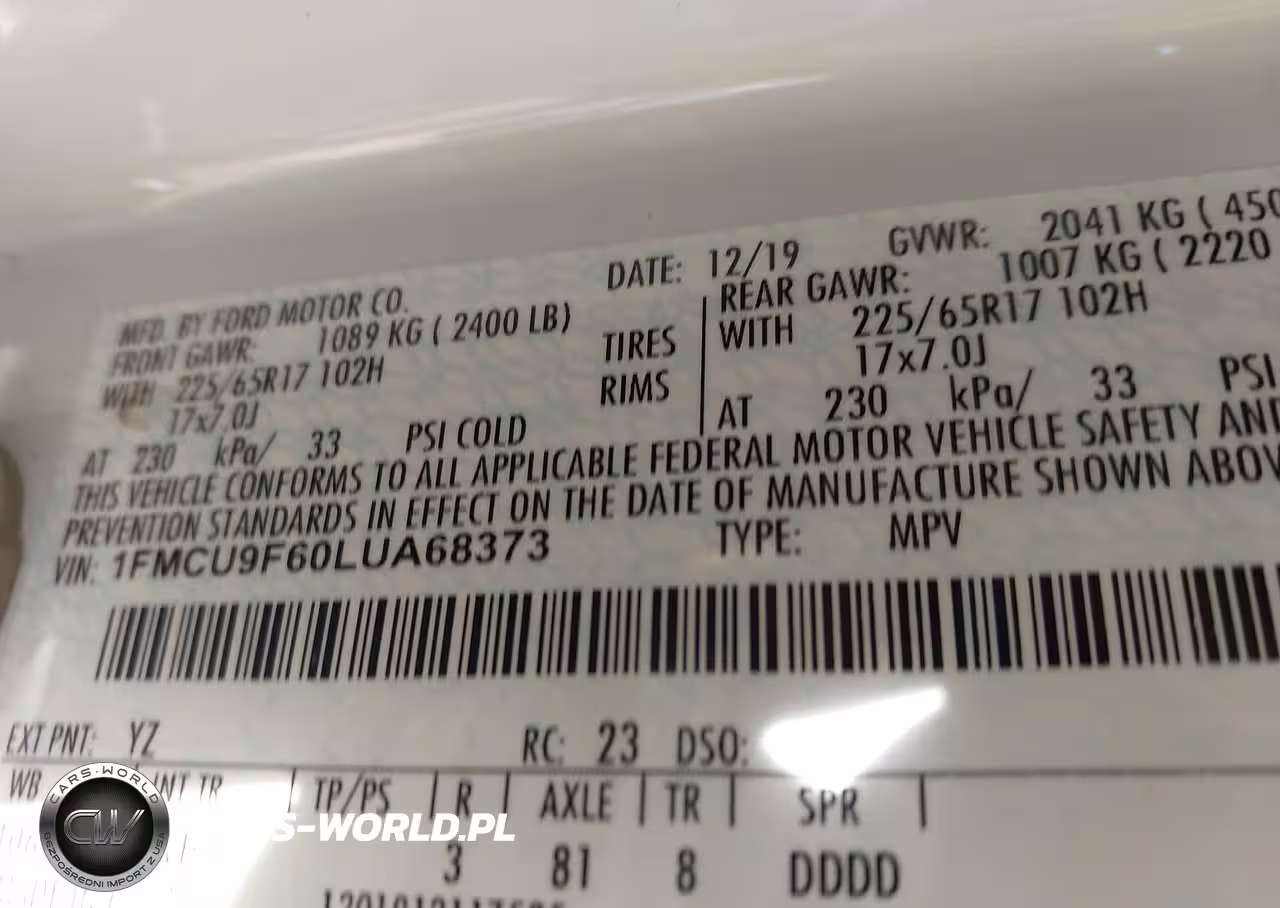 MFD. BY FORD MOTOR CO. DATE: 12/19 GVWR: 2041 KG ( 450
FRONT GAWR: 1089 KG ( 2400 LB) REAR GAWR: 1007 KG ( 2220
WITH 225/65R17 102H TIRES WITH 225/65R17 102H
17x7.0J RIMS 17x7.0J
AT 230 kPa/ 33 PSI COLD AT 230 kPa/ 33 PSI
THIS VEHICLE CONFORMS TO ALL APPLICABLE FEDERAL MOTOR VEHICLE SAFETY AND
PREVENTION STANDARDS IN EFFECT ON THE DATE OF MANUFACTURE SHOWN ABOV
VIN: 1FMCU9F60LUA68373 TYPE: MPV
EXT PNT: YZ RC: 23 DSO:
WB INT TR TP/PS R AXLE TR SPR
3 81 8 DDDD
CARS-WORLD
CW
BEZPOŚREDNI IMPORT Z USA
S-WORLD.PL